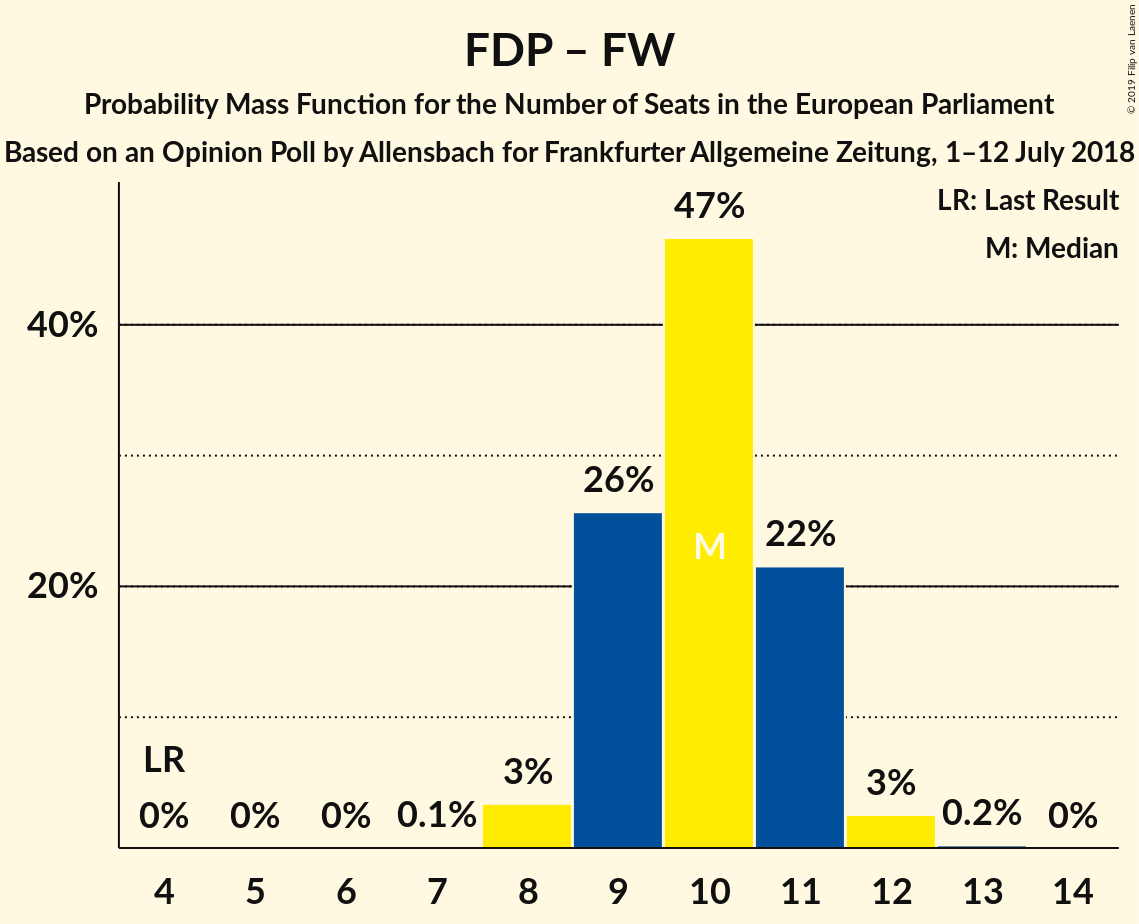 FDP – FW
Probability Mass Function for the Number of Seats in the European Parliament
Based on an Opinion Poll by Allensbach for Frankfurter Allgemeine Zeitung, 1–12 July 2018
© 2019 Filip van Laenen
LR: Last Result
M: Median
40%
20%
LR
0%
0%
0%
0.1%
3%
26%
47%
M
22%
3%
0.2%
0%
4 5 6 7 8 9 10 11 12 13 14